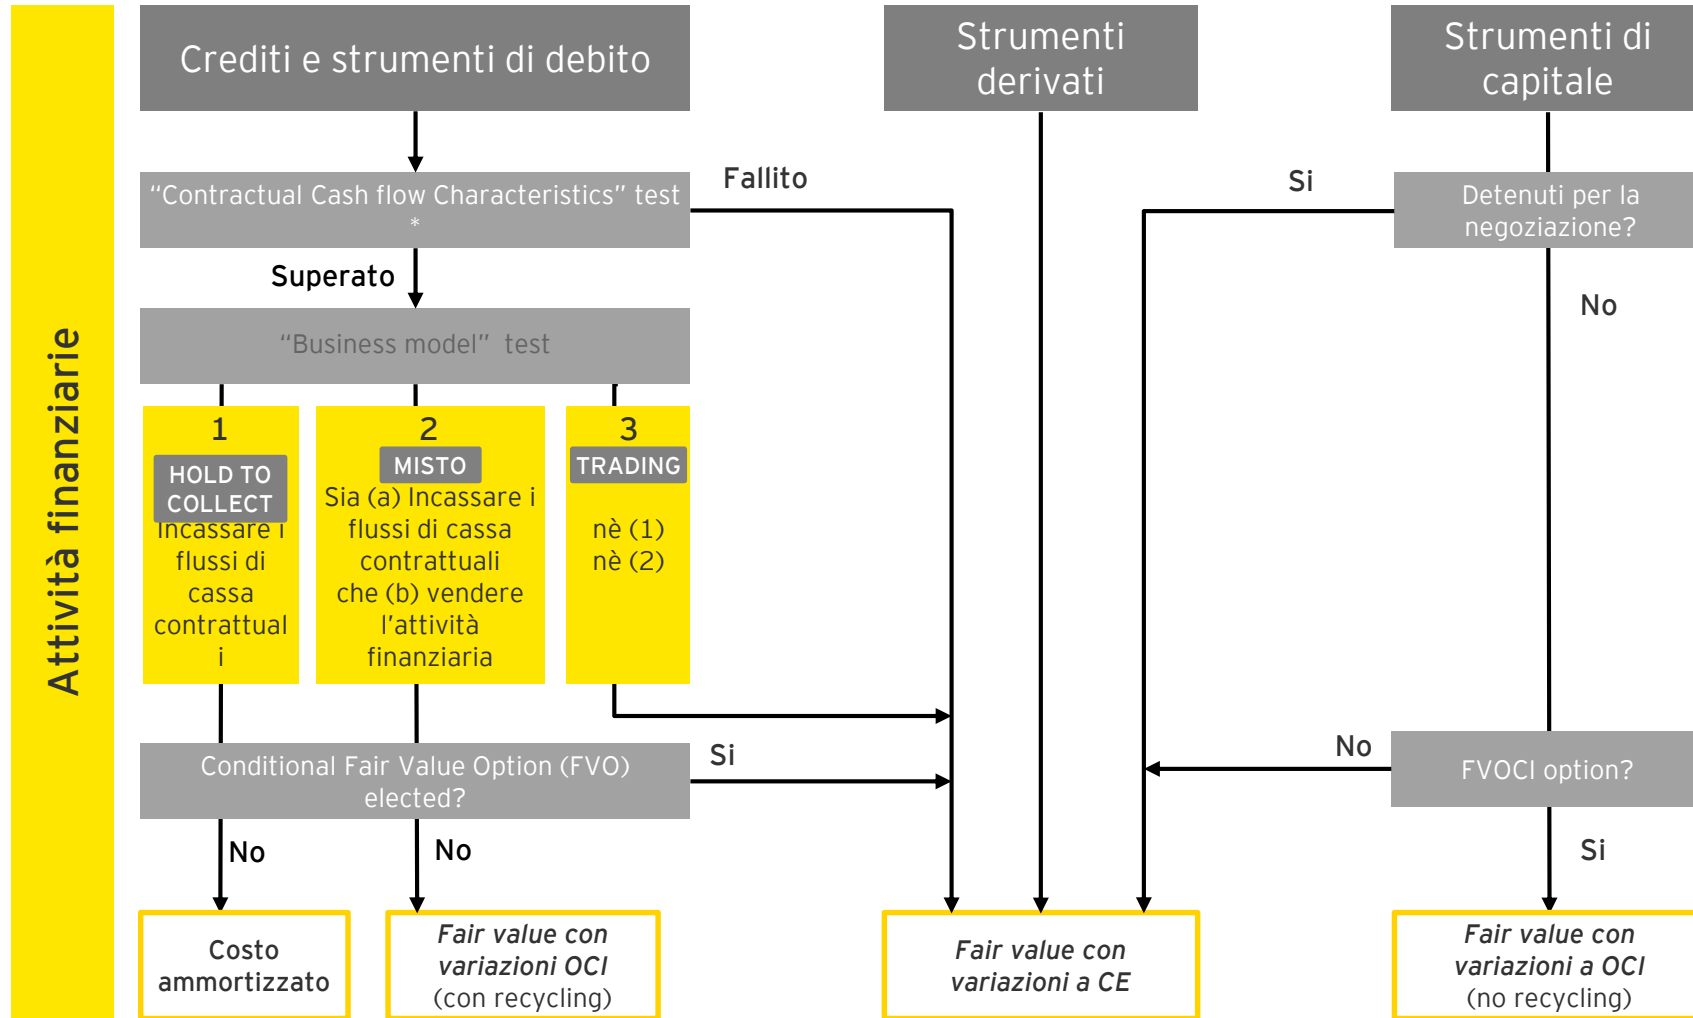 Attività finanziarie
Crediti e strumenti di debito
Strumenti
derivati
Strumenti di
capitale
“Contractual Cash flow Characteristics” test
*
Fallito
Si
Detenuti per la
negoziazione?
Superato
No
“Business model” test
1
HOLD TO
COLLECT
Incassare i
flussi di
cassa
contrattual
i
2
MISTO
Sia (a) Incassare i
flussi di cassa
contrattuali
che (b) vendere
l’attività
finanziaria
3
TRADING
nè (1)
nè (2)
Conditional Fair Value Option (FVO)
elected?
Si
No
FVOCI option?
No
No
Si
Costo
ammortizzato
Fair value con
variazioni OCI
(con recycling)
Fair value con
variazioni a CE
Fair value con
variazioni a OCI
(no recycling)